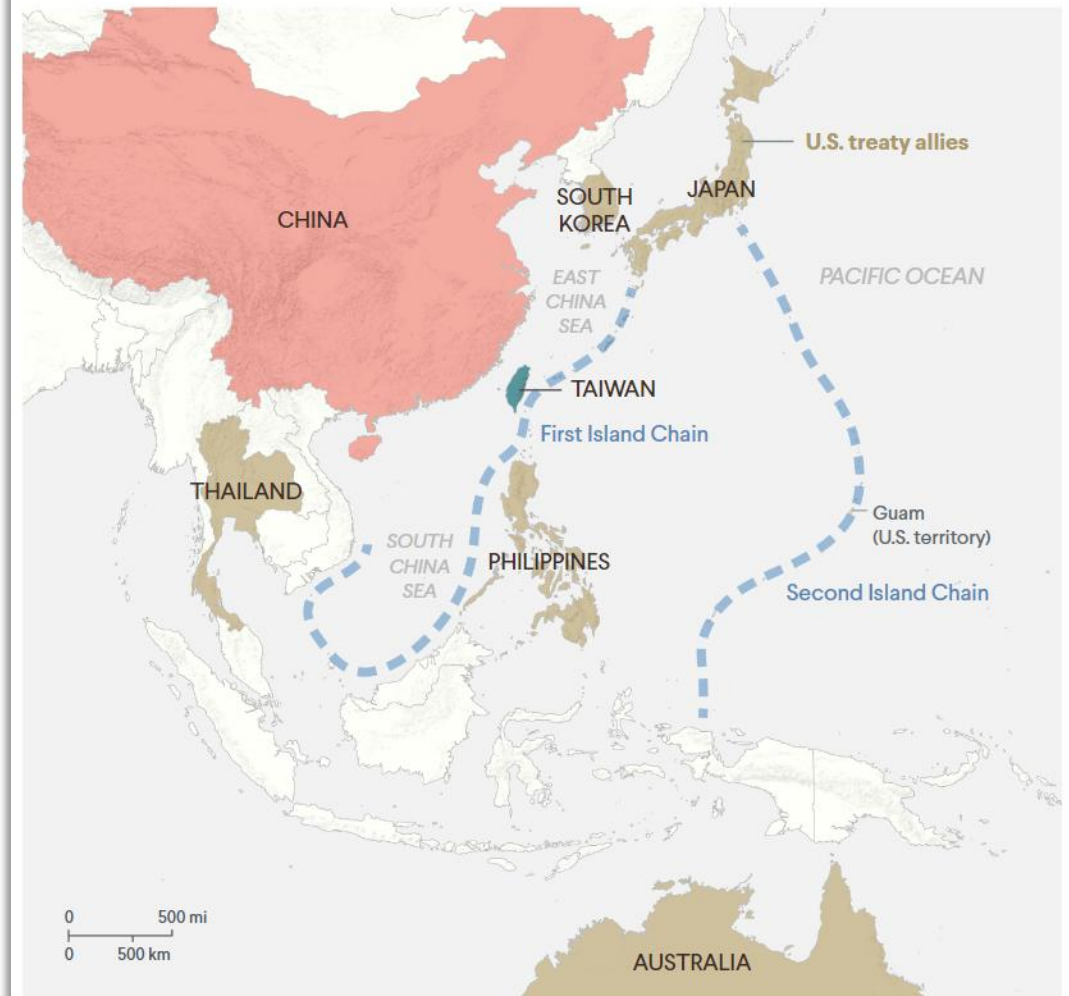 U.S. treaty allies
JAPAN
SOUTH
KOREA
CHINA
EAST
CHINA
SEA
PACIFIC OCEAN
TAIWAN
First Island Chain
THAILAND
SOUTH
CHINA
SEA
PHILIPPINES
Guam
(U.S. territory)
Second Island Chain
0 500 mi
0 500 km
AUSTRALIA